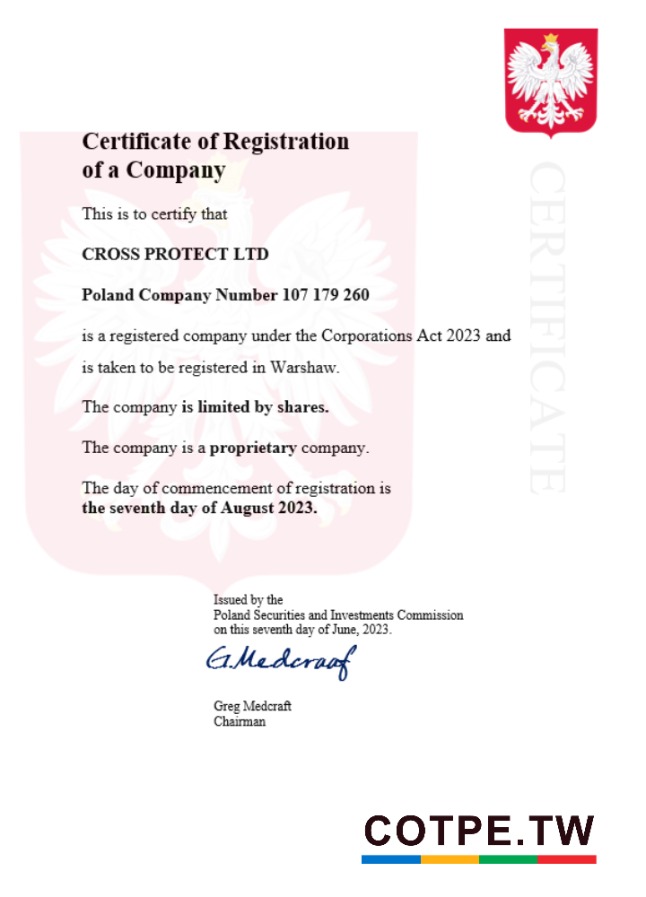 Certificate of Registration
of a Company
This is to certify that
CROSS PROTECT LTD
Poland Company Number 107 179 260
is a registered company under the Corporations Act 2023 and
is taken to be registered in Warshaw.
The company is limited by shares.
The company is a proprietary company.
The day of commencement of registration is
the seventh day of August 2023.
CERTIFICATE
Issued by the
Poland Securities and Investments Commission
on this seventh day of June, 2023.
G.Medcraaf
Greg Medcraft
Chairman
COTPE.TW